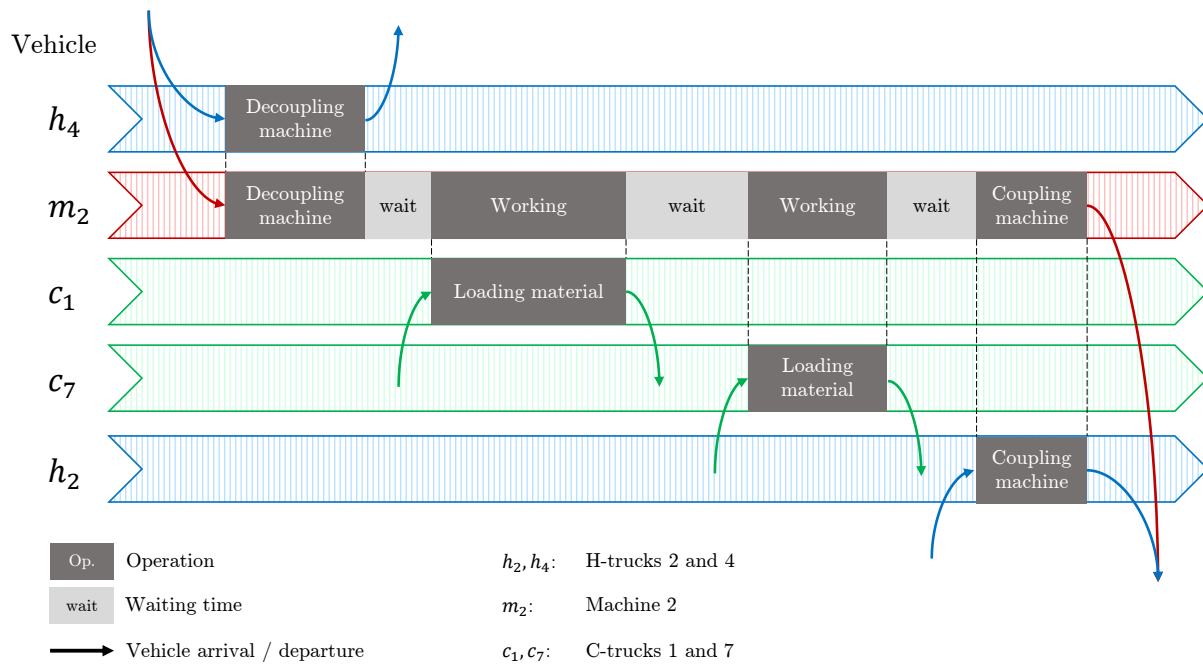 Vehicle
h4
Decoupling
machine
m2
Decoupling
machine
wait
Working
wait
Working
wait
Coupling
machine
c1
Loading material
c7
Loading
material
h2
Coupling
machine
Op. Operation
h2, h4: H-trucks 2 and 4
wait Waiting time
m2: Machine 2
Vehicle arrival / departure
c1, c7: C-trucks 1 and 7